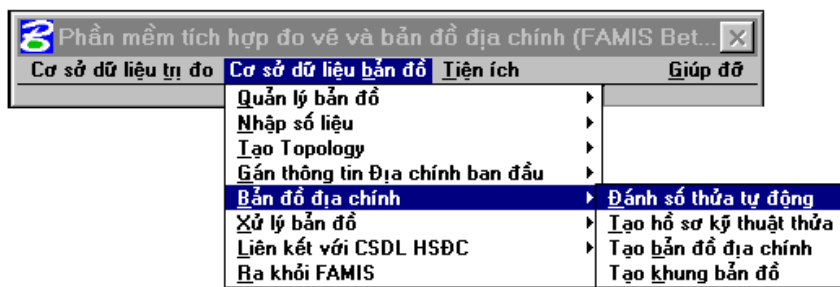 Phần mềm tích hợp đo vẽ và bản đồ địa chính (FAMIS Bet...
Cơ sở dữ liệu trị đo Cơ sở dữ liệu bản đồ Tiện ích Giúp đỡ
Quản lý bản đồ
Nhập số liệu
Tạo Topology
Gán thông tin Địa chính ban đầu
Bản đồ địa chính
Đánh số thửa tự động
Xử lý bản đồ
Tạo hồ sơ kỹ thuật thửa
Liên kết với CSDL HSĐC
Tạo bản đồ địa chính
Ra khỏi FAMIS
Tạo khung bản đồ